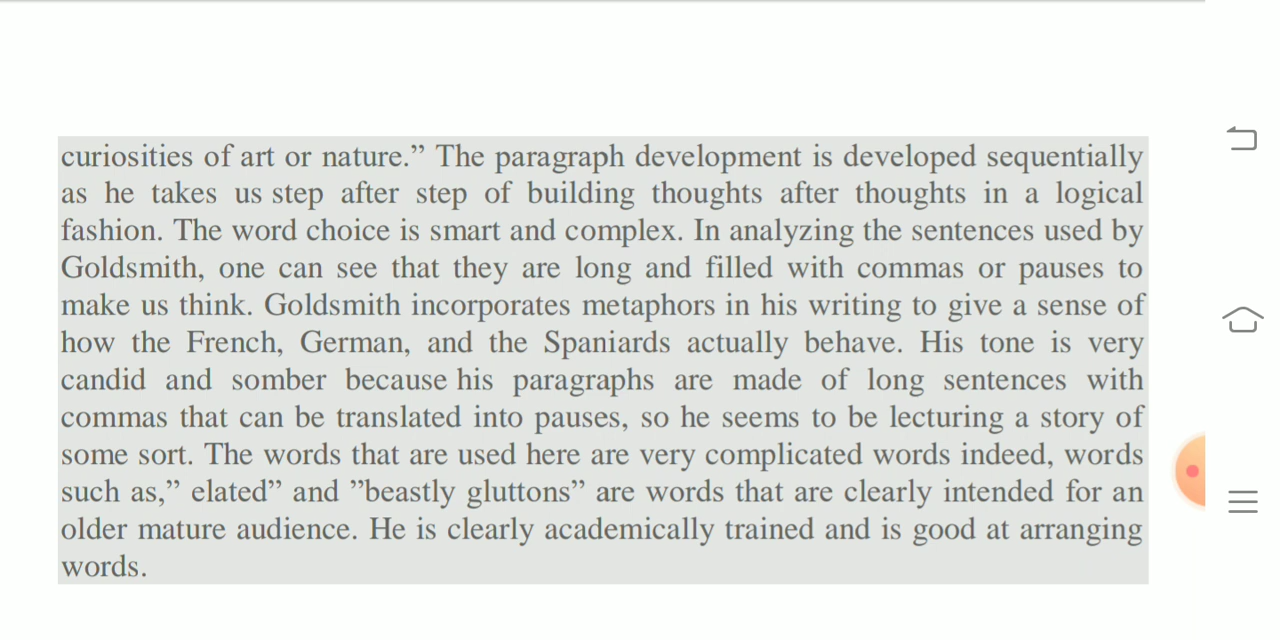 curiosities of art or nature.” The paragraph development is developed sequentially
as he takes us step after step of building thoughts after thoughts in a logical
fashion. The word choice is smart and complex. In analyzing the sentences used by
Goldsmith, one can see that they are long and filled with commas or pauses to
make us think. Goldsmith incorporates metaphors in his writing to give a sense of
how the French, German, and the Spaniards actually behave. His tone is very
candid and somber because his paragraphs are made of long sentences with
commas that can be translated into pauses, so he seems to be lecturing a story of
some sort. The words that are used here are very complicated words indeed, words
such as,” elated” and ”beastly gluttons” are words that are clearly intended for an
older mature audience. He is clearly academically trained and is good at arranging
words.